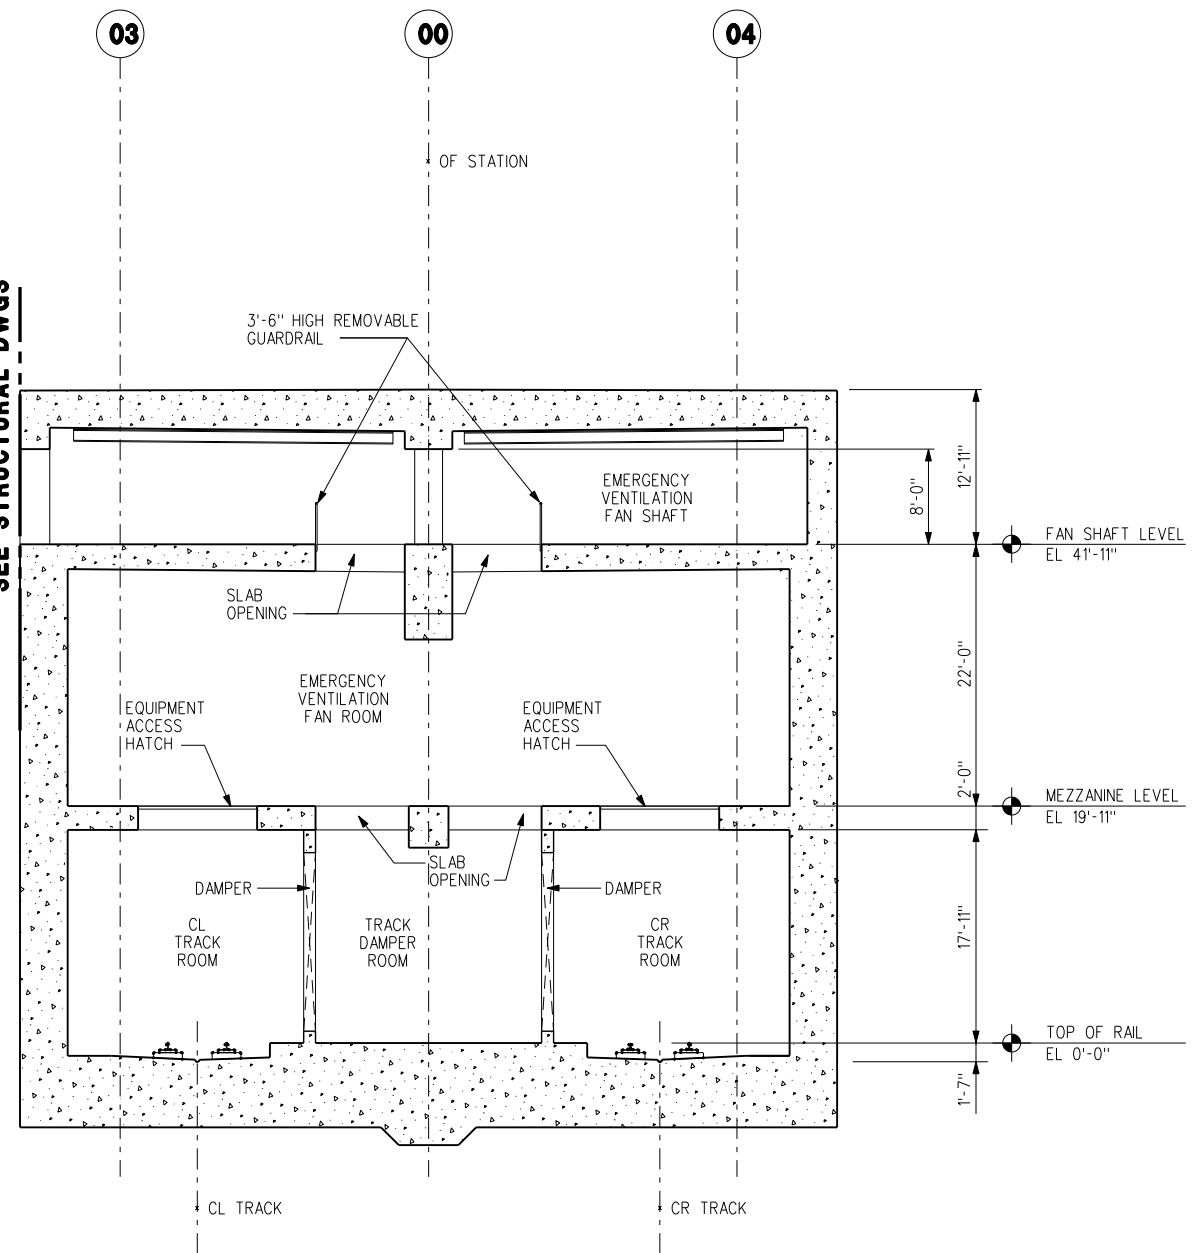 03
00
04
OF STATION
SEE STRUCTURAL DWGS
3'-6" HIGH REMOVABLE
GUARDRAIL
EMERGENCY
VENTILATION
FAN SHAFT
8'-0"
12'-11"
FAN SHAFT LEVEL
EL 41'-11"
SLAB
OPENING
22'-0"
EMERGENCY
VENTILATION
FAN ROOM
EQUIPMENT
ACCESS
HATCH
EQUIPMENT
ACCESS
HATCH
2'-0"
MEZZANINE LEVEL
EL 19'-11"
SLAB
OPENING
DAMPER
DAMPER
CL
TRACK
ROOM
TRACK
DAMPER
ROOM
CR
TRACK
ROOM
17'-11"
TOP OF RAIL
EL 0'-0"
1'-7"
CL TRACK
CR TRACK